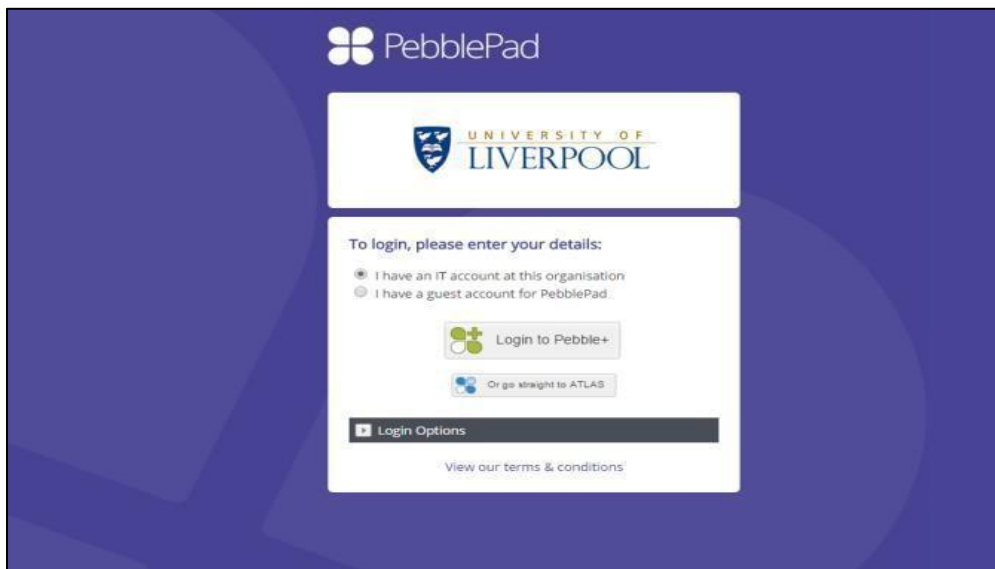 PebblePad
UNIVERSITY OF
LIVERPOOL
To login, please enter your details:
I have an IT account at this organisation
I have a guest account for PebblePad
Login to Pebble+
Or go straight to ATLAS
Login Options
View our terms & conditions